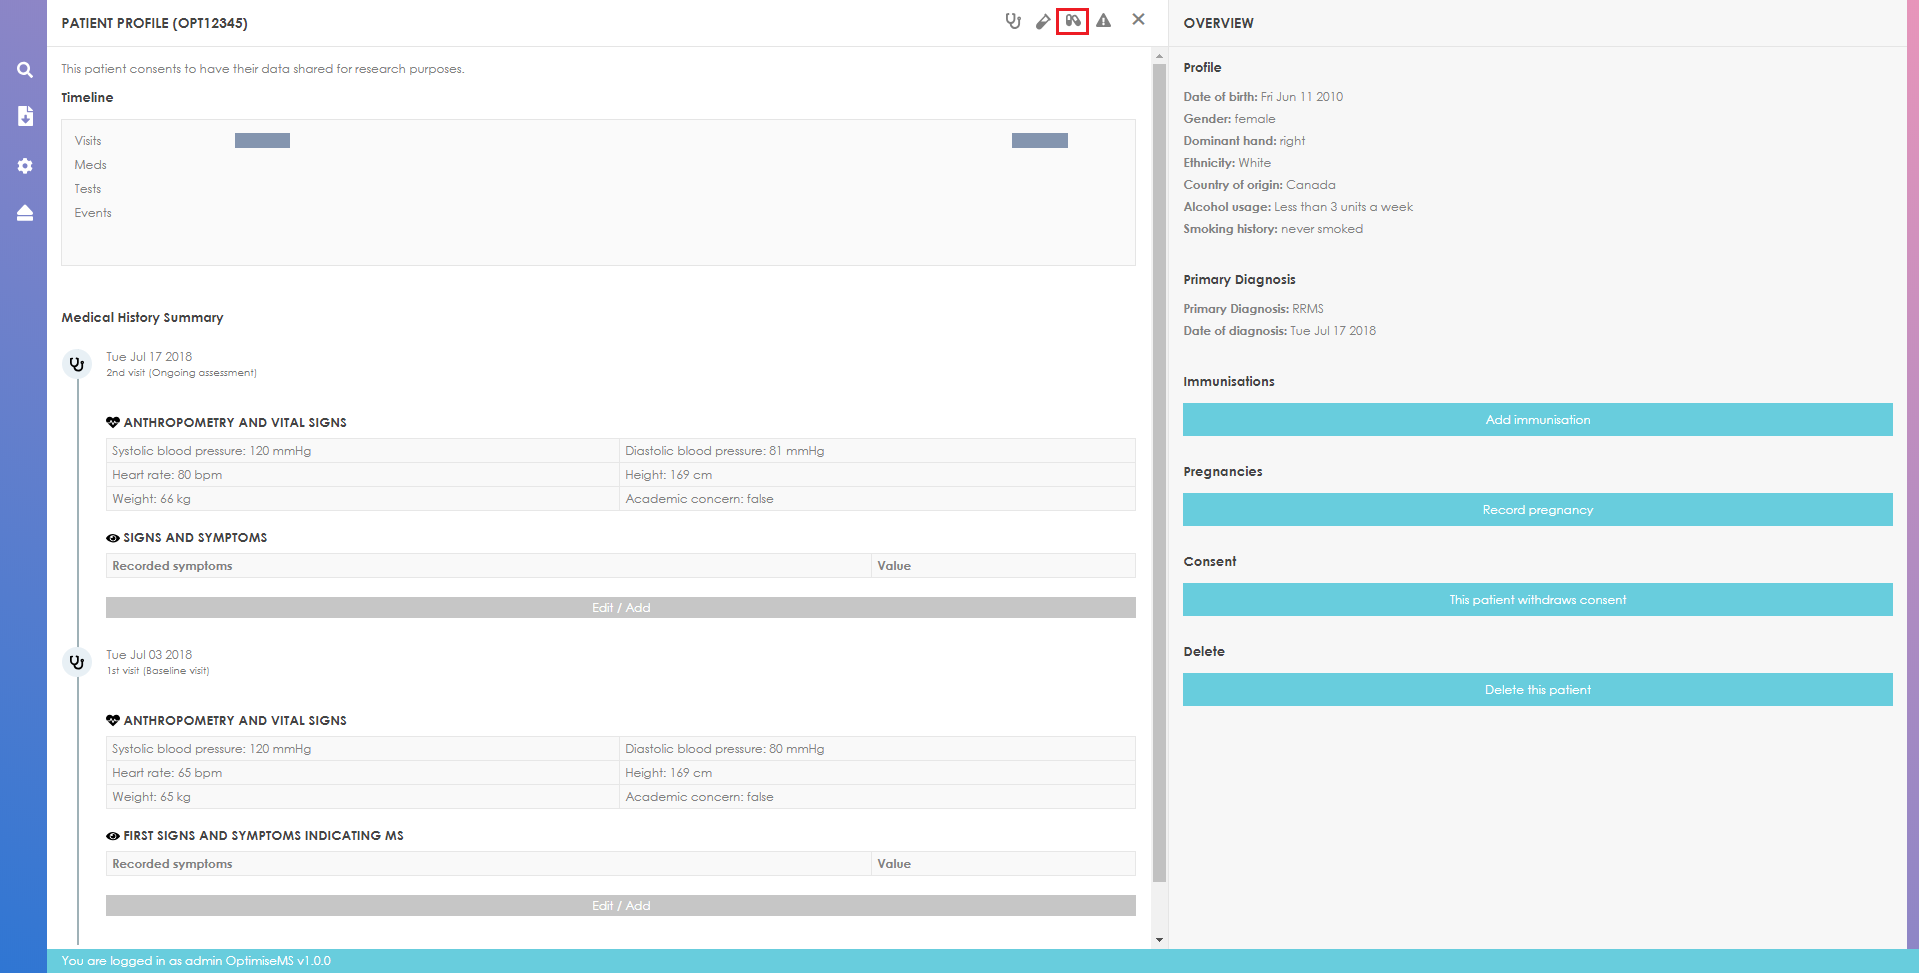 PATIENT PROFILE (OPT12345)
This patient consents to have their data shared for research purposes.
Timeline
Visits
Meds
Tests
Events
Medical History Summary
Tue Jul 17 2018
2nd visit (Ongoing assessment)
ANTHROPOMETRY AND VITAL SIGNS
Systolic blood pressure: 120 mmHg Diastolic blood pressure: 81 mmHg
Heart rate: 80 bpm Height: 169 cm
Weight: 66 kg Academic concern: false
SIGNS AND SYMPTOMS
Recorded symptoms Value
Edit / Add
Tue Jul 03 2018
1st visit (Baseline visit)
ANTHROPOMETRY AND VITAL SIGNS
Systolic blood pressure: 120 mmHg Diastolic blood pressure: 80 mmHg
Heart rate: 65 bpm Height: 169 cm
Weight: 65 kg Academic concern: false
FIRST SIGNS AND SYMPTOMS INDICATING MS
Recorded symptoms Value
Edit / Add
OVERVIEW
Profile
Date of birth: Fri Jun 11 2010
Gender: female
Dominant hand: right
Ethnicity: White
Country of origin: Canada
Alcohol usage: Less than 3 units a week
Smoking history: never smoked
Primary Diagnosis
Primary Diagnosis: RRMS
Date of diagnosis: Tue Jul 17 2018
Immunisations
Add immunisation
Pregnancies
Record pregnancy
Consent
This patient withdraws consent
Delete
Delete this patient
You are logged in as admin OptimiseMS v1.0.0